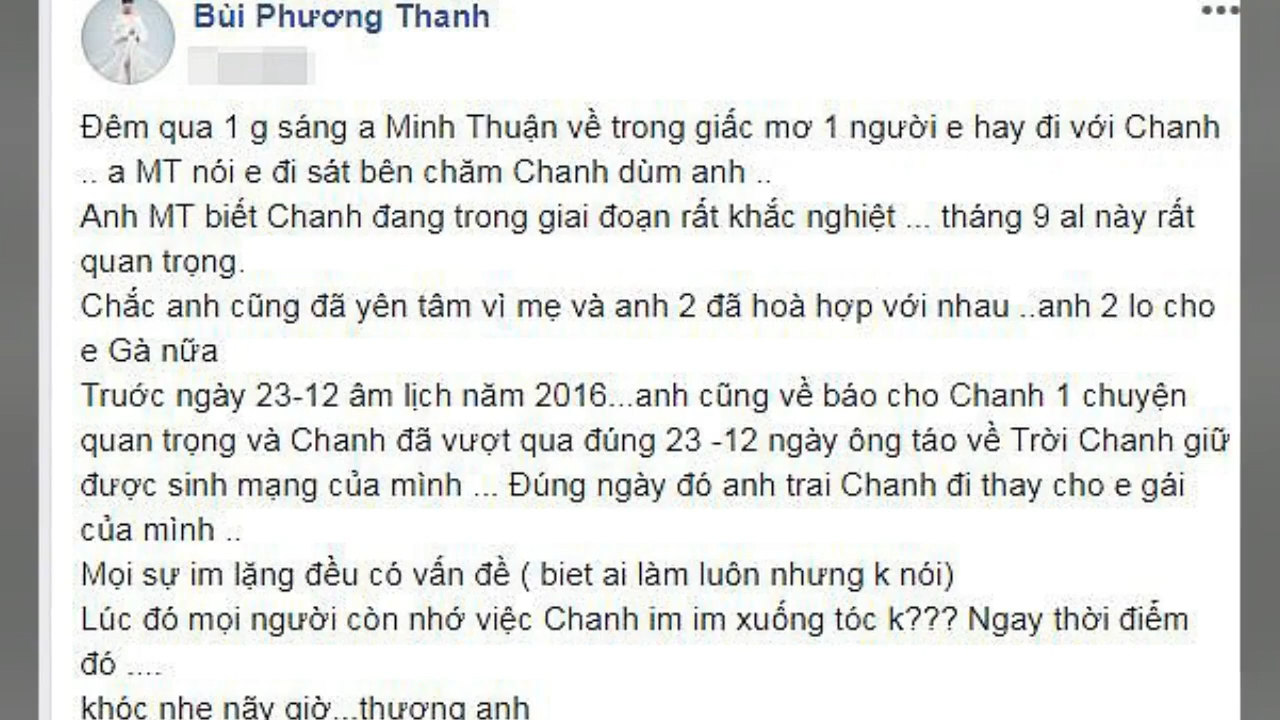 Bùi Phương Thanh
Đêm qua 1 g sáng a Minh Thuận về trong giấc mơ 1 người e hay đi với Chanh
.. a MT nói e đi sát bên chăm Chanh dùm anh ..
Anh MT biết Chanh đang trong giai đoạn rất khắc nghiệt ... tháng 9 al này rất
quan trọng.
Chắc anh cũng đã yên tâm vì mẹ và anh 2 đã hoà hợp với nhau ..anh 2 lo cho
e Gà nữa
Truớc ngày 23-12 âm lịch năm 2016...anh cũng về báo cho Chanh 1 chuyện
quan trọng và Chanh đã vượt qua đúng 23 -12 ngày ông táo về Trời Chanh giữ
được sinh mạng của mình ... Đúng ngày đó anh trai Chanh đi thay cho e gái
của mình ..
Mọi sự im lặng đều có vấn đề ( biet ai làm luôn nhưng k nói)
Lúc đó mọi người còn nhớ việc Chanh im im xuống tóc k??? Ngay thời điểm
đó ....
khóc nhẹ nãy giờ...thương anh